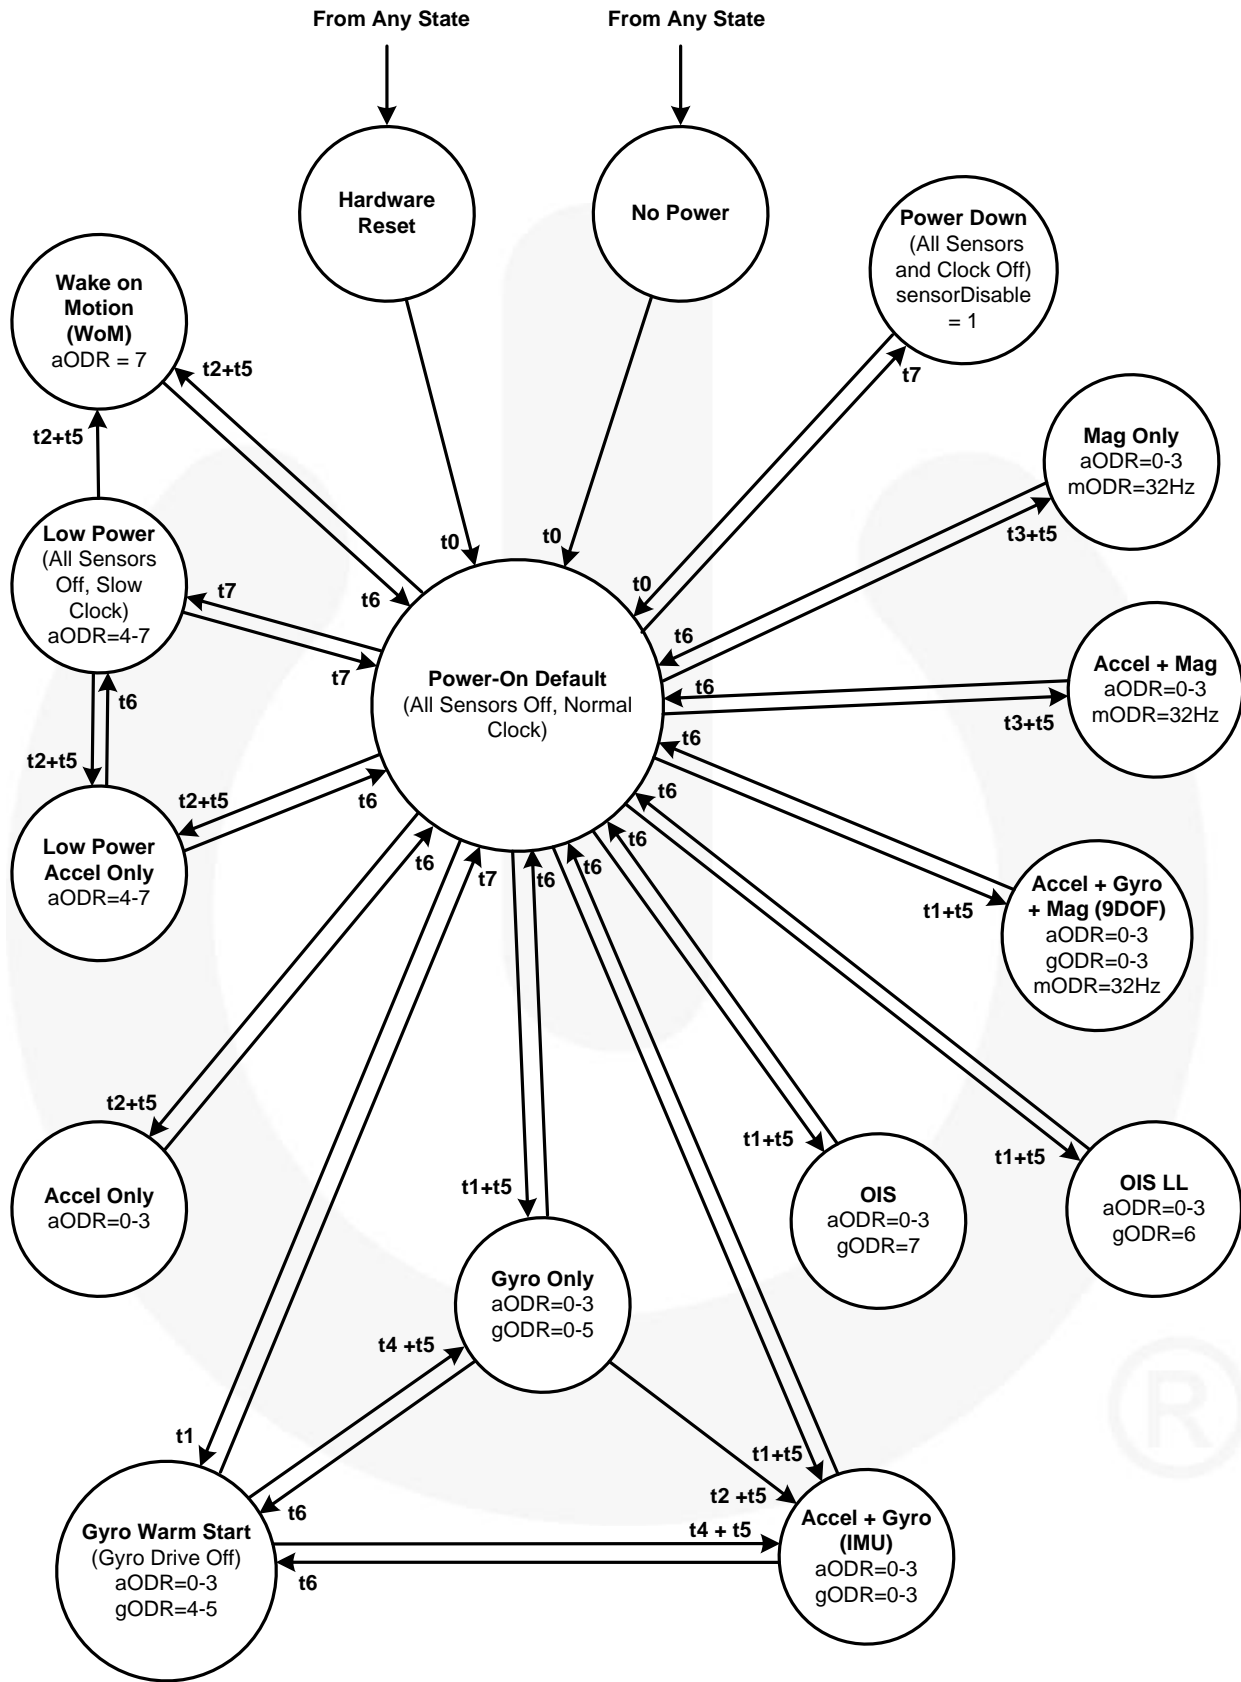 From Any State
From Any State
Hardware
Reset
No Power
Power Down
(All Sensors
and Clock Off)
sensorDisable
= 1
Wake on
Motion
(WoM)
aODR = 7
t2+t5
t7
t2+t5
Mag Only
aODR=0-3
mODR=32Hz
t3+t5
Low Power
(All Sensors
Off, Slow
Clock)
aODR=4-7
t0
t0
t0
t7
t6
t6
t7
Power-On Default
(All Sensors Off, Normal
Clock)
t6
Accel + Mag
aODR=0-3
mODR=32Hz
t3+t5
t6
t2+t5
t6
t2+t5
t6
t6
Low Power
Accel Only
aODR=4-7
t6
t7
t6
t6
t6
Accel + Gyro
+ Mag (9DOF)
aODR=0-3
gODR=0-3
mODR=32Hz
t1+t5
t2+t5
t1+t5
t1+t5
t1+t5
Accel Only
aODR=0-3
OIS
aODR=0-3
gODR=7
OIS LL
aODR=0-3
gODR=6
Gyro Only
aODR=0-3
gODR=0-5
t4 +t5
t1
t6
t1+t5
t2 +t5
Gyro Warm Start
(Gyro Drive Off)
aODR=0-3
gODR=4-5
t4 + t5
t6
Accel + Gyro
(IMU)
aODR=0-3
gODR=0-3
®